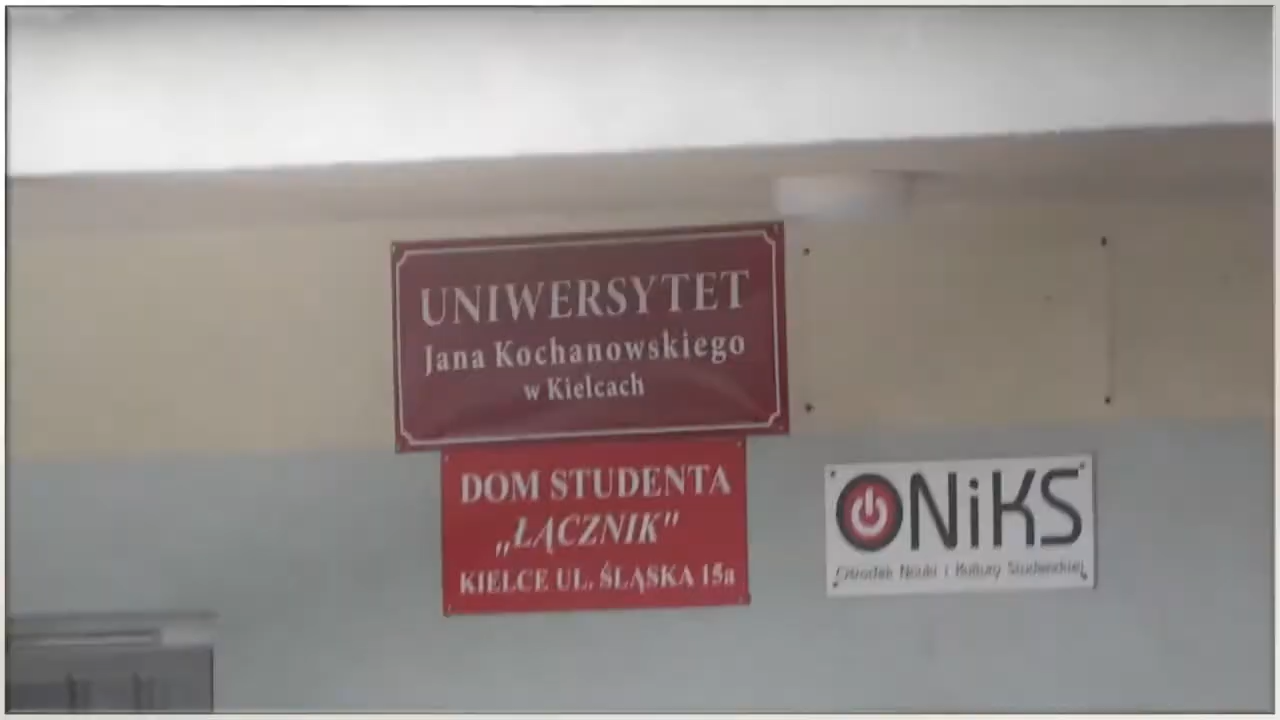 UNIWERSYTET
Jana Kochanowskiego
w Kielcach
DOM STUDENTA
„ŁĄCZNIK"
KIELCE UL. ŚLĄSKA 15a
ONiKS
Ośrodek Nauki i Kultury Studenckiej